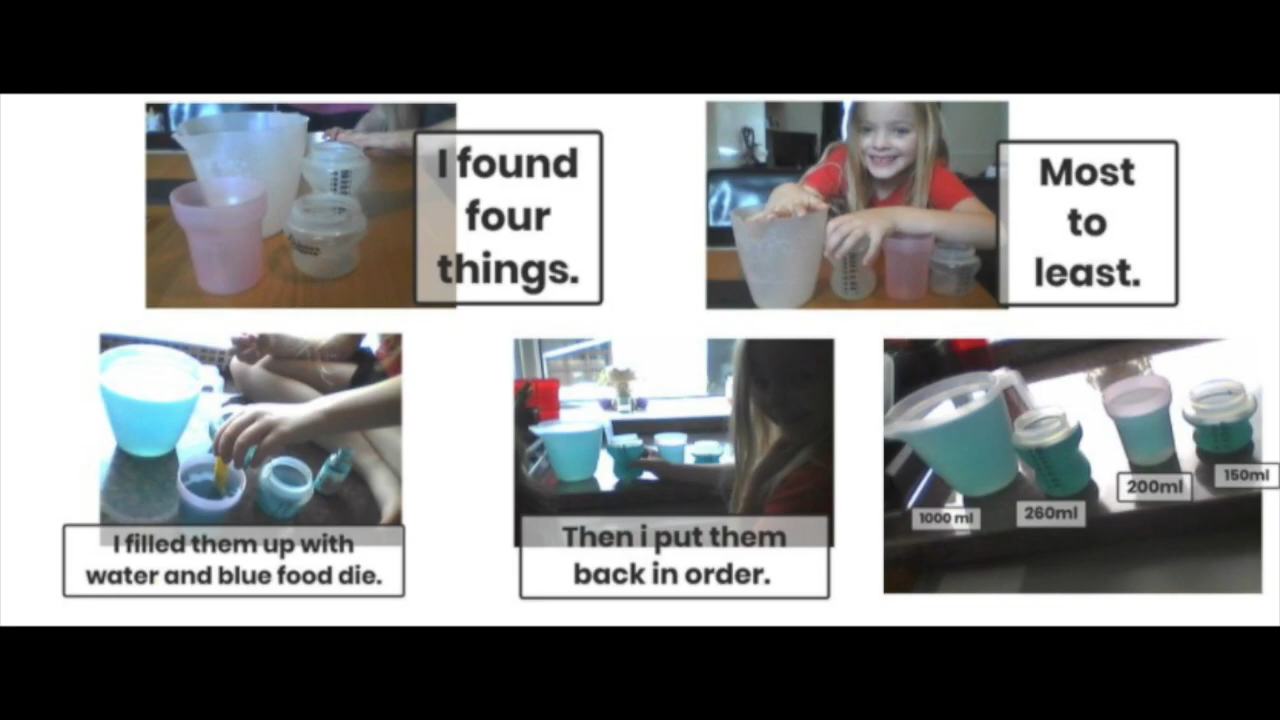 I found
four
things.
Most
to
least.
I filled them up with
water and blue food die.
Then i put them
back in order.
1000 ml
260ml
200ml
150ml